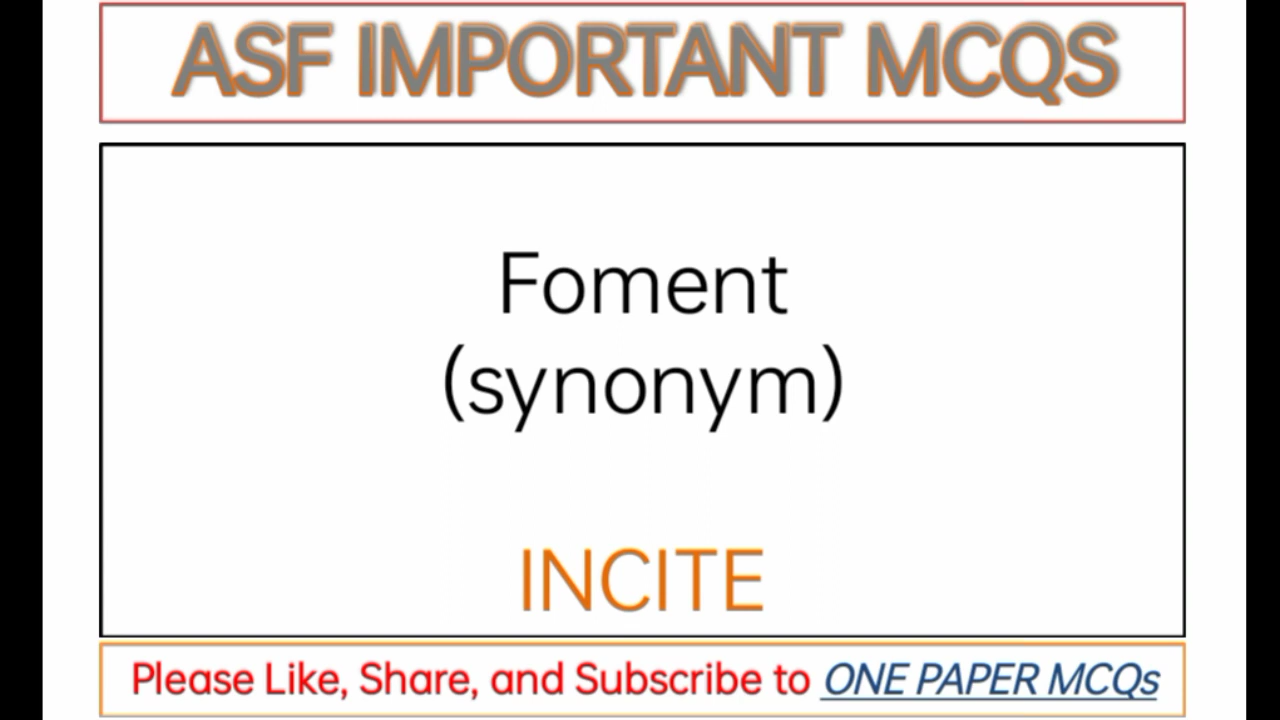 ASF IMPORTANT MCQS
Foment
(synonym)
INCITE
Please Like, Share, and Subscribe to ONE PAPER MCQs